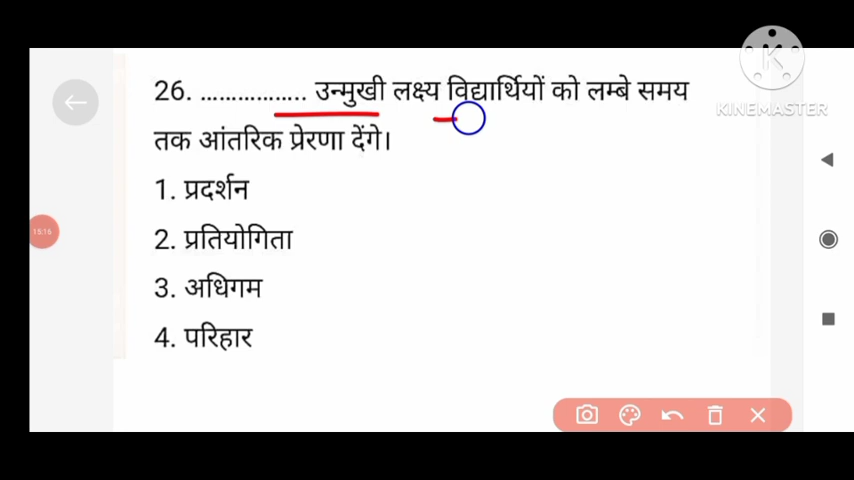 26. ................. उन्मुखी लक्ष्य विद्यार्थियों को लम्बे समय
तक आंतरिक प्रेरणा देंगे।
1. प्रदर्शन
2. प्रतियोगिता
3. अधिगम
4. परिहार
K
KINEMASTER
15:16